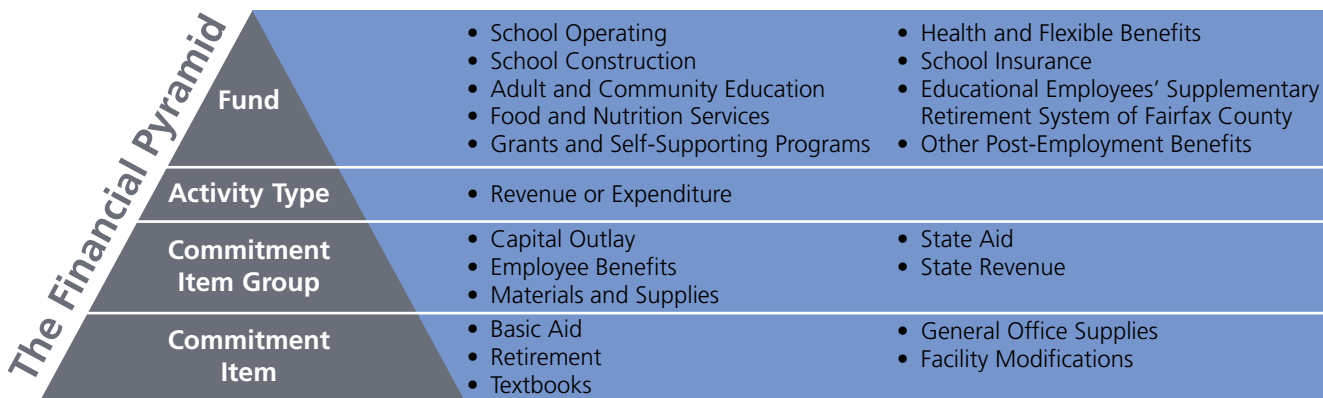 The Financial Pyramid
Fund
• School Operating
• School Construction
• Adult and Community Education
• Food and Nutrition Services
• Grants and Self-Supporting Programs
• Health and Flexible Benefits
• School Insurance
• Educational Employees’ Supplementary
Retirement System of Fairfax County
• Other Post-Employment Benefits
Activity Type
• Revenue or Expenditure
Commitment
Item Group
• Capital Outlay
• Employee Benefits
• Materials and Supplies
• State Aid
• State Revenue
Commitment
Item
• Basic Aid
• Retirement
• Textbooks
• General Office Supplies
• Facility Modifications